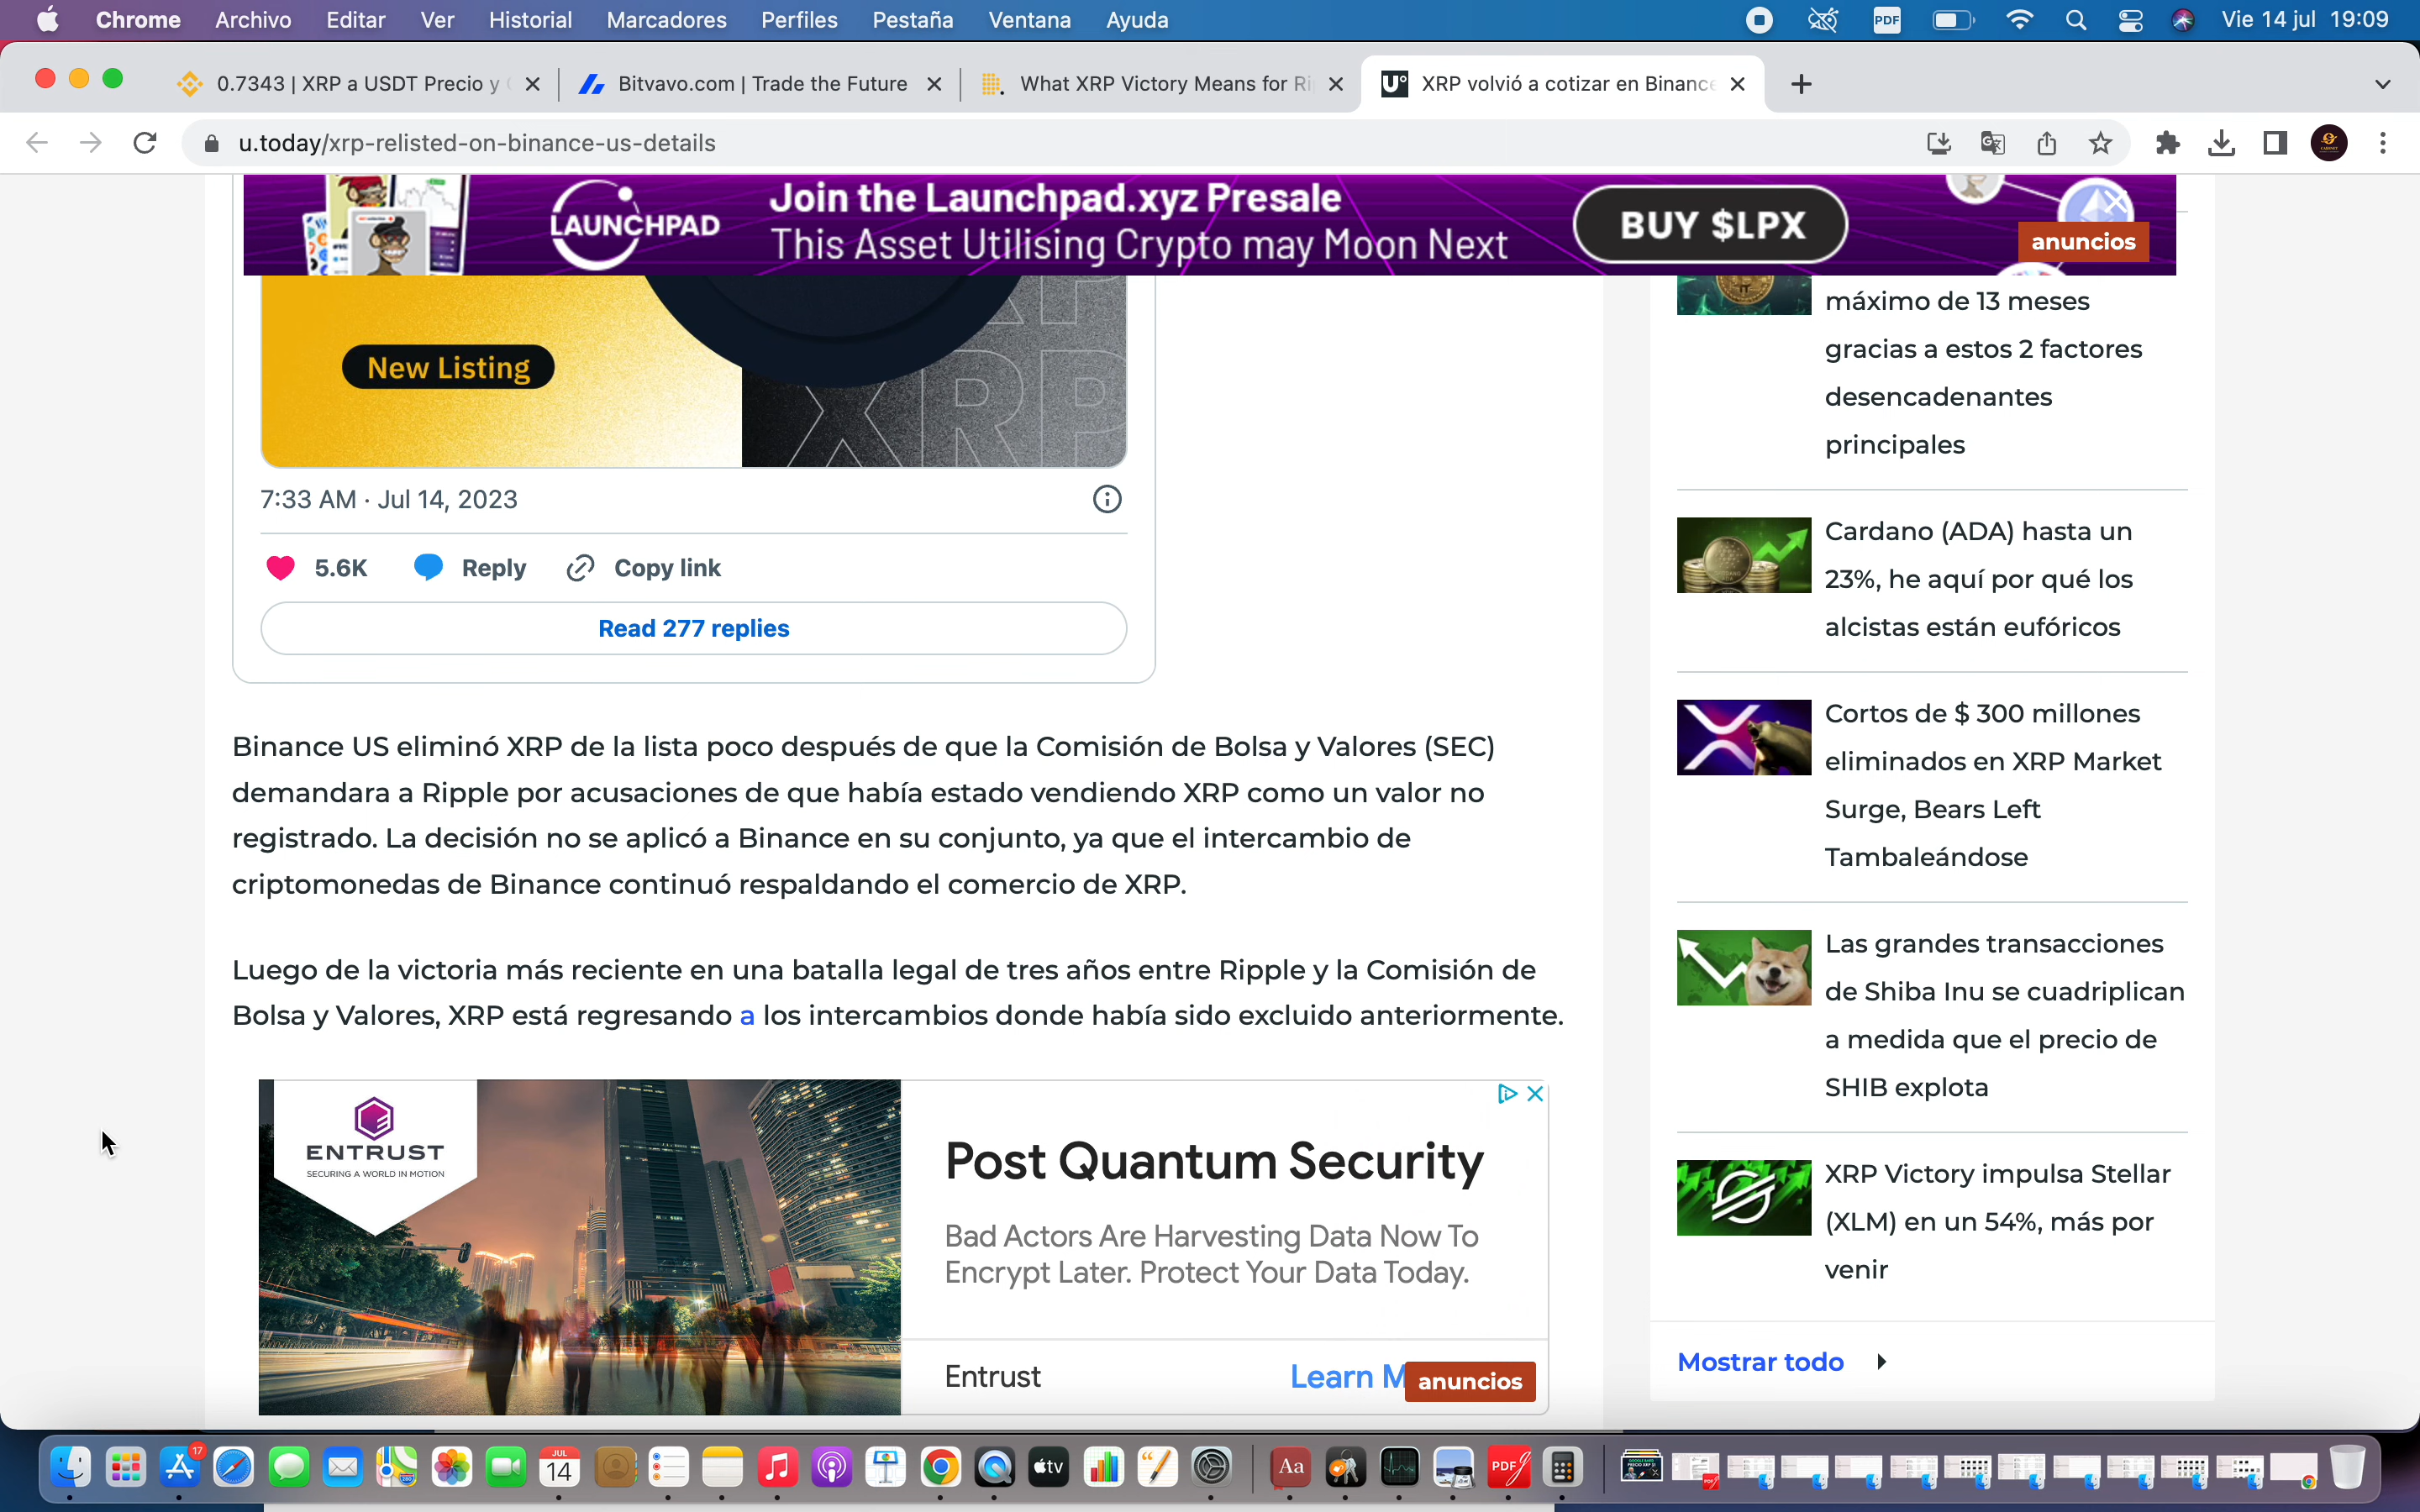 Chrome Archivo Editar Ver Historial Marcadores Perfiles Pestaña Ventana Ayuda
PDF
Vie 14 jul 19:09
0.7343 | XRP a USDT Precio y
Bitvavo.com | Trade the Future
What XRP Victory Means for Ri
U°
XRP volvió a cotizar en Binance
u.today/xrp-relisted-on-binance-us-details
LAUNCHPAD
Join the Launchpad.xyz Presale
This Asset Utilising Crypto may Moon Next
BUY $LPX
anuncios
New Listing
XRP
7:33 AM · Jul 14, 2023
5.6K Reply Copy link
Read 277 replies
Binance US eliminó XRP de la lista poco después de que la Comisión de Bolsa y Valores (SEC)
demandara a Ripple por acusaciones de que había estado vendiendo XRP como un valor no
registrado. La decisión no se aplicó a Binance en su conjunto, ya que el intercambio de
criptomonedas de Binance continuó respaldando el comercio de XRP.
Luego de la victoria más reciente en una batalla legal de tres años entre Ripple y la Comisión de
Bolsa y Valores, XRP está regresando a los intercambios donde había sido excluido anteriormente.
ENTRUST
SECURING A WORLD IN MOTION
Post Quantum Security
Bad Actors Are Harvesting Data Now To
Encrypt Later. Protect Your Data Today.
Entrust
Learn M
anuncios
máximo de 13 meses
gracias a estos 2 factores
desencadenantes
principales
Cardano (ADA) hasta un
23%, he aquí por qué los
alcistas están eufóricos
Cortos de $ 300 millones
eliminados en XRP Market
Surge, Bears Left
Tambaleándose
Las grandes transacciones
de Shiba Inu se cuadriplican
a medida que el precio de
SHIB explota
XRP Victory impulsa Stellar
(XLM) en un 54%, más por
venir
Mostrar todo
17
JUL
14
tv
Aa
PDF